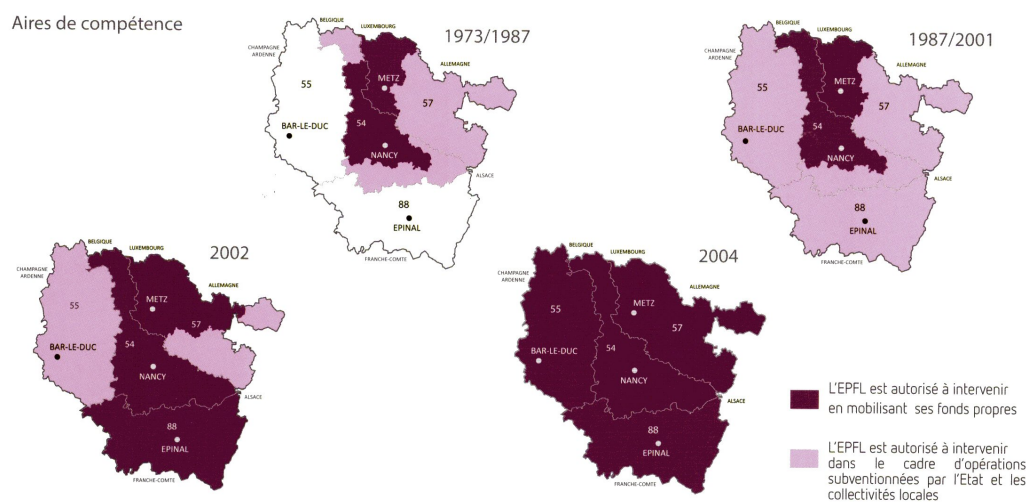 Aires de compétence
1973/1987
BELGIQUE
LUXEMBOURG
CHAMPAGNE
ARDENNE
ALLEMAGNE
55
METZ
57
BAR-LE-DUC
54
NANCY
ALSACE
88
EPINAL
FRANCHE-COMTE
1987/2001
BELGIQUE
LUXEMBOURG
CHAMPAGNE
ARDENNE
ALLEMAGNE
55
METZ
57
BAR-LE-DUC
54
NANCY
ALSACE
88
EPINAL
FRANCHE-COMTE
2002
BELGIQUE
LUXEMBOURG
CHAMPAGNE
ARDENNE
ALLEMAGNE
55
METZ
57
BAR-LE-DUC
54
NANCY
ALSACE
88
EPINAL
FRANCHE-COMTE
2004
BELGIQUE
LUXEMBOURG
CHAMPAGNE
ARDENNE
ALLEMAGNE
55
METZ
57
BAR-LE-DUC
54
NANCY
ALSACE
88
EPINAL
FRANCHE-COMTE
L'EPFL est autorisé à intervenir
en mobilisant ses fonds propres
L'EPFL est autorisé à intervenir
dans le cadre d'opérations
subventionnées par l'Etat et les
collectivités locales